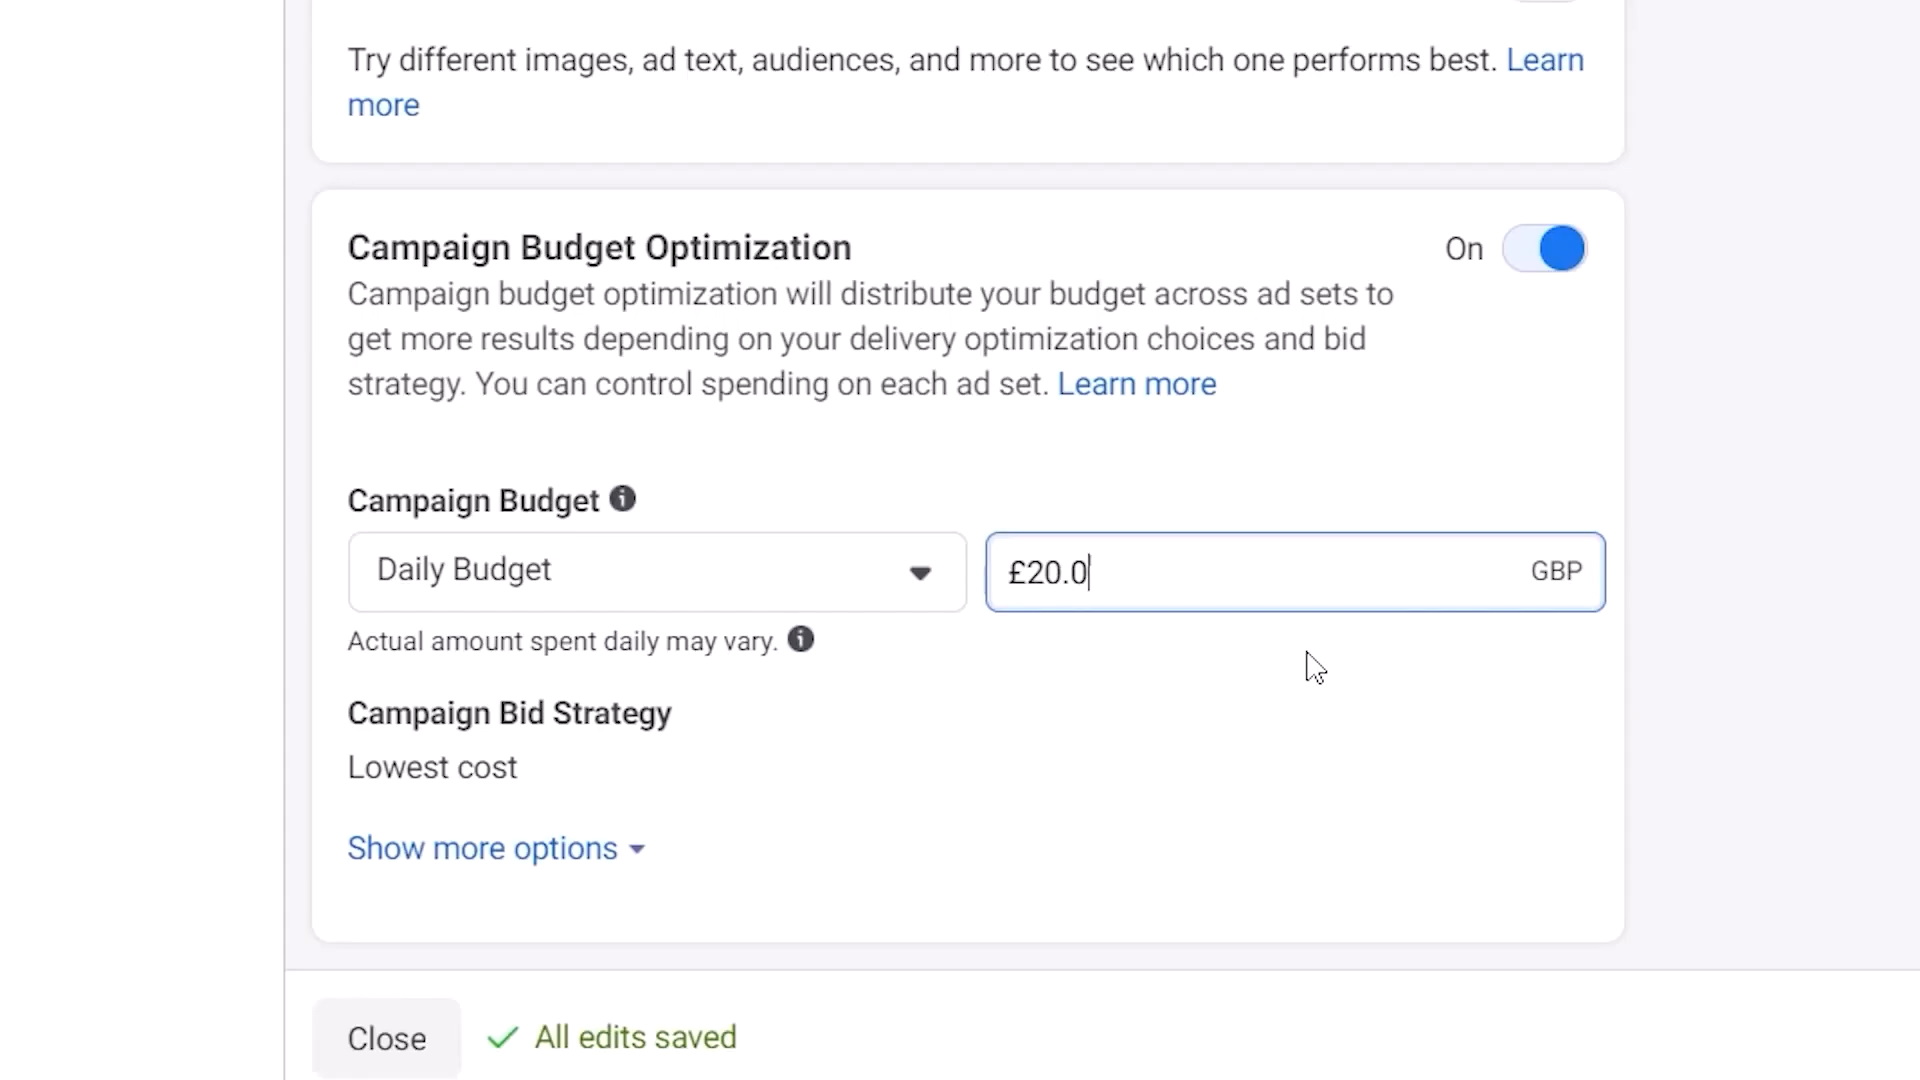 Try different images, ad text, audiences, and more to see which one performs best. Learn
more
Campaign Budget Optimization
On
Campaign budget optimization will distribute your budget across ad sets to
get more results depending on your delivery optimization choices and bid
strategy. You can control spending on each ad set. Learn more
Campaign Budget
Daily Budget
£20.0
GBP
Actual amount spent daily may vary.
Campaign Bid Strategy
Lowest cost
Show more options
Close
All edits saved